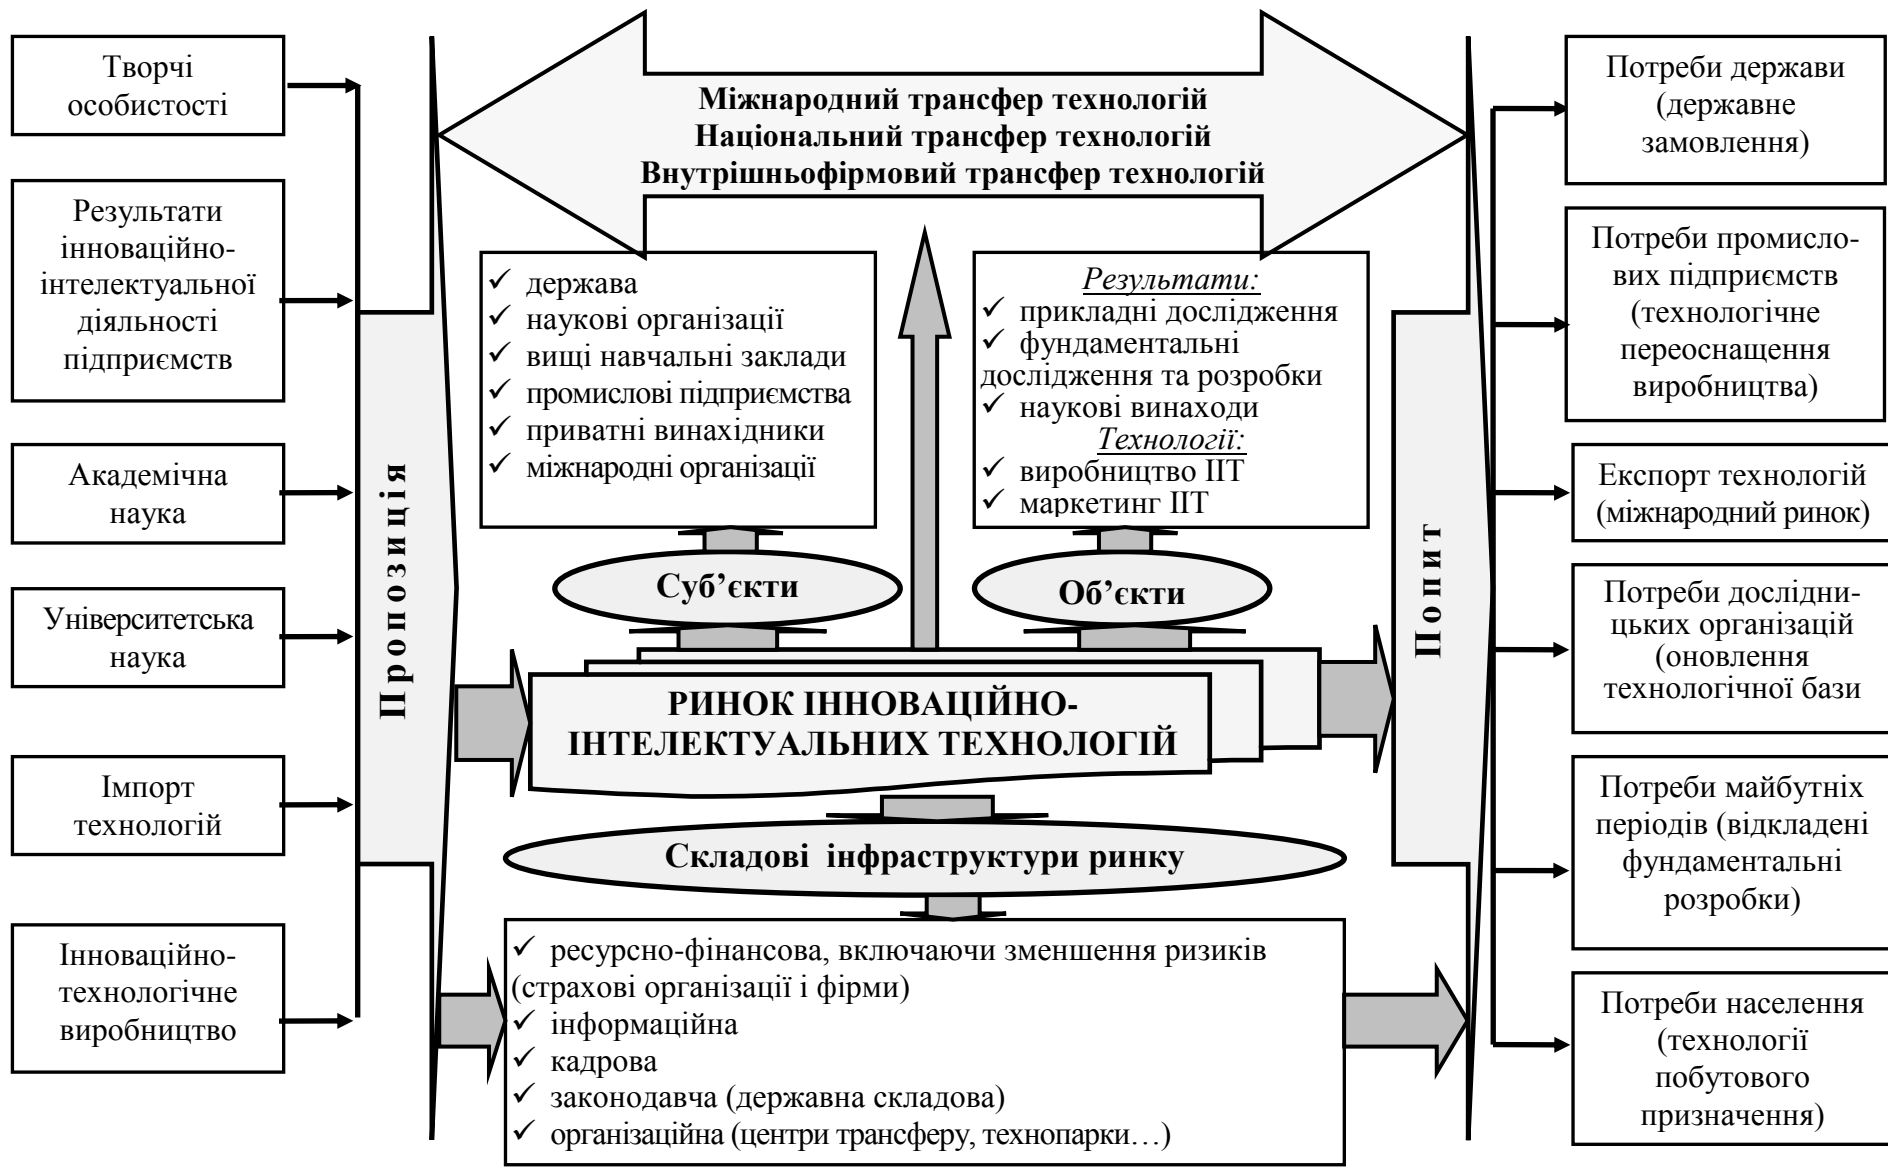 Творчі
особистості
Результати
інноваційно-
інтелектуальної
діяльності
підприємств
Академічна
наука
Університетська
наука
Імпорт
технологій
Інноваційно-
технологічне
виробництво
Пропозиція
Міжнародний трансфер технологій
Національний трансфер технологій
Внутрішньофірмовий трансфер технологій
✓ держава
✓ наукові організації
✓ вищі навчальні заклади
✓ промислові підприємства
✓ приватні винахідники
✓ міжнародні організації
Результати:
✓ прикладні дослідження
✓ фундаментальні
дослідження та розробки
✓ наукові винаходи
Технології:
✓ виробництво ІІТ
✓ маркетинг ІІТ
Суб’єкти
Об’єкти
РИНОК ІННОВАЦІЙНО-
ІНТЕЛЕКТУАЛЬНИХ ТЕХНОЛОГІЙ
Складові інфраструктури ринку
✓ ресурсно-фінансова, включаючи зменшення ризиків
(страхові організації і фірми)
✓ інформаційна
✓ кадрова
✓ законодавча (державна складова)
✓ організаційна (центри трансферу, технопарки…)
Попит
Потреби держави
(державне
замовлення)
Потреби промисло-
вих підприємств
(технологічне
переоснащення
виробництва)
Експорт технологій
(міжнародний ринок)
Потреби дослідни-
цьких організацій
(оновлення
технологічної бази
Потреби майбутніх
періодів (відкладені
фундаментальні
розробки)
Потреби населення
(технології
побутового
призначення)